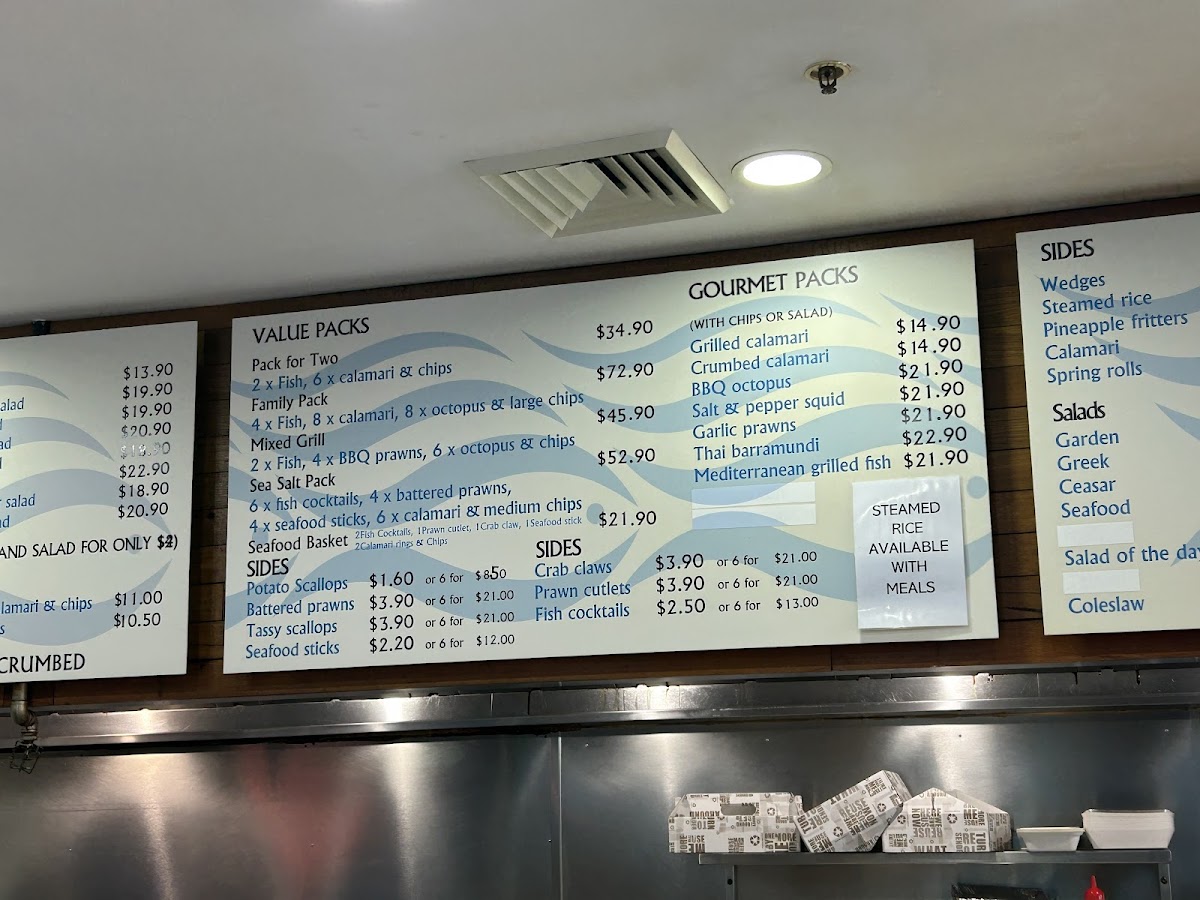 $13.90
$19.90
alad $19.90
$20.90
ad
$22.90
$18.90
r salad $20.90
AND SALAD FOR ONLY $4)
lamari & chips $11.00
s $10.50
CRUMBED
VALUE PACKS
Pack for Two $34.90
2 x Fish, 6 x calamari & chips
Family Pack $72.90
4 x Fish, 8 x calamari, 8 x octopus & large chips
Mixed Grill $45.90
2 x Fish, 4 x BBQ prawns, 6 x octopus & chips
Sea Salt Pack $52.90
6 x fish cocktails, 4 x battered prawns,
4 x seafood sticks, 6 x calamari & medium chips
Seafood Basket 2Fish Cocktails, 1Prawn cutlet, 1Crab claw, 1Seafood stick $21.90
2Calamari rings & Chips
SIDES
Potato Scallops $1.60 or 6 for $8.50
Battered prawns $3.90 or 6 for $21.00
Tassy scallops $3.90 or 6 for $21.00
Seafood sticks $2.20 or 6 for $12.00
SIDES
Crab claws $3.90 or 6 for $21.00
Prawn cutlets $3.90 or 6 for $21.00
Fish cocktails $2.50 or 6 for $13.00
GOURMET PACKS
(WITH CHIPS OR SALAD)
Grilled calamari $14.90
Crumbed calamari $14.90
BBQ octopus $21.90
Salt & pepper squid $21.90
Garlic prawns $21.90
Thai barramundi $22.90
Mediterranean grilled fish $21.90
STEAMED
RICE
AVAILABLE
WITH
MEALS
SIDES
Wedges
Steamed rice
Pineapple fritters
Calamari
Spring rolls
Salads
Garden
Greek
Ceasar
Seafood
Salad of the day
Coleslaw